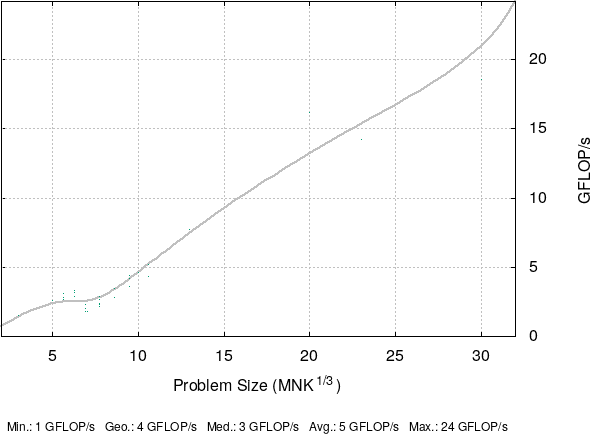 20
15
10
5
0
GFLOP/s
5 10 15 20 25 30
Problem Size (MNK^1/3)
Min.: 1 GFLOP/s Geo.: 4 GFLOP/s Med.: 3 GFLOP/s Avg.: 5 GFLOP/s Max.: 24 GFLOP/s